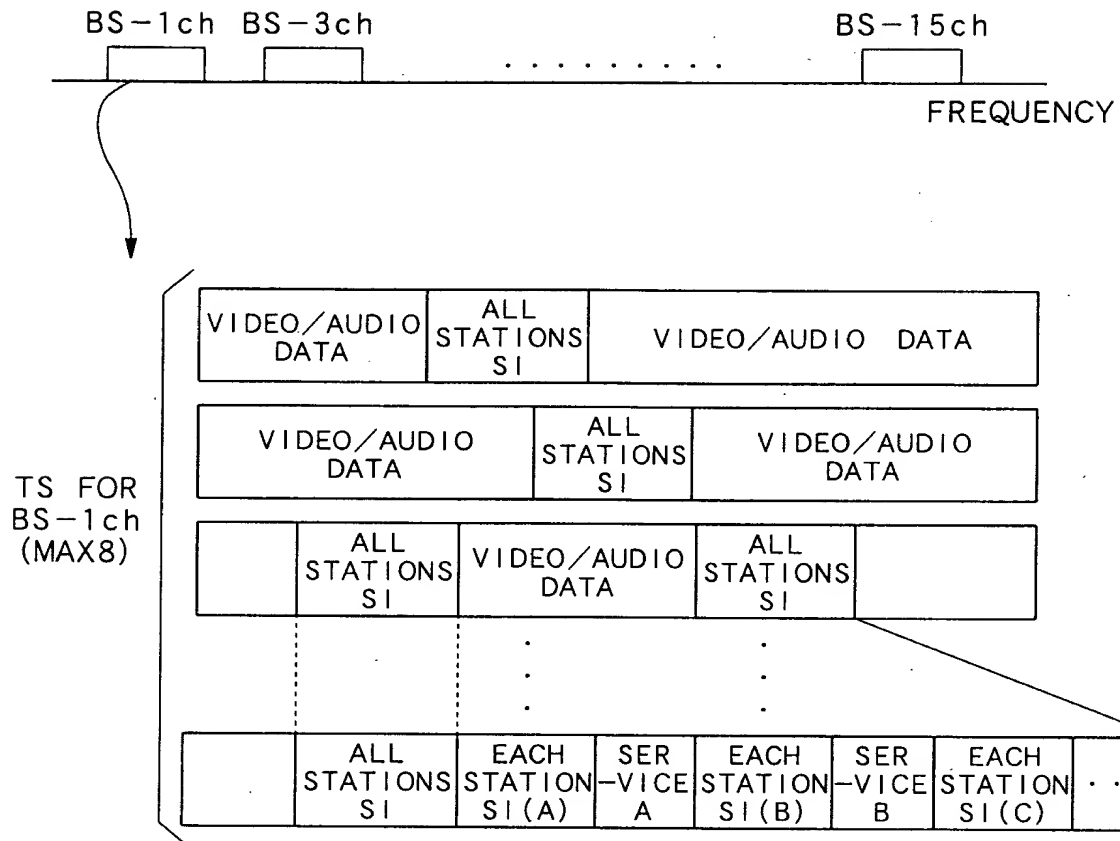 BS-1ch BS-3ch BS-15ch
. . . . . . . . .
FREQUENCY
VIDEO/AUDIO
DATA
ALL
STATIONS
SI
VIDEO/AUDIO DATA
VIDEO/AUDIO
DATA
ALL
STATIONS
SI
VIDEO/AUDIO
DATA
TS FOR
BS-1ch
(MAX8)
ALL
STATIONS
SI
VIDEO/AUDIO
DATA
ALL
STATIONS
SI
ALL
STATIONS
SI
EACH
STATION
SI(A)
SER
-VICE
A
EACH
STATION
SI(B)
SER
-VICE
B
EACH
STATION
SI(C)
. .